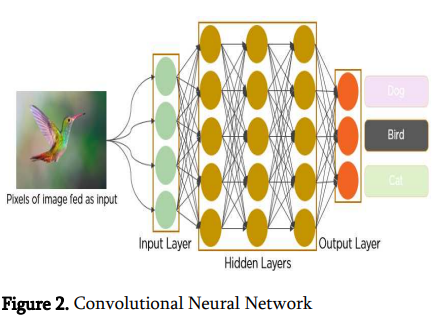 Dog
Bird
Cat
Pixels of image fed as input
Input Layer
Output Layer
Hidden Layers
Figure 2. Convolutional Neural Network